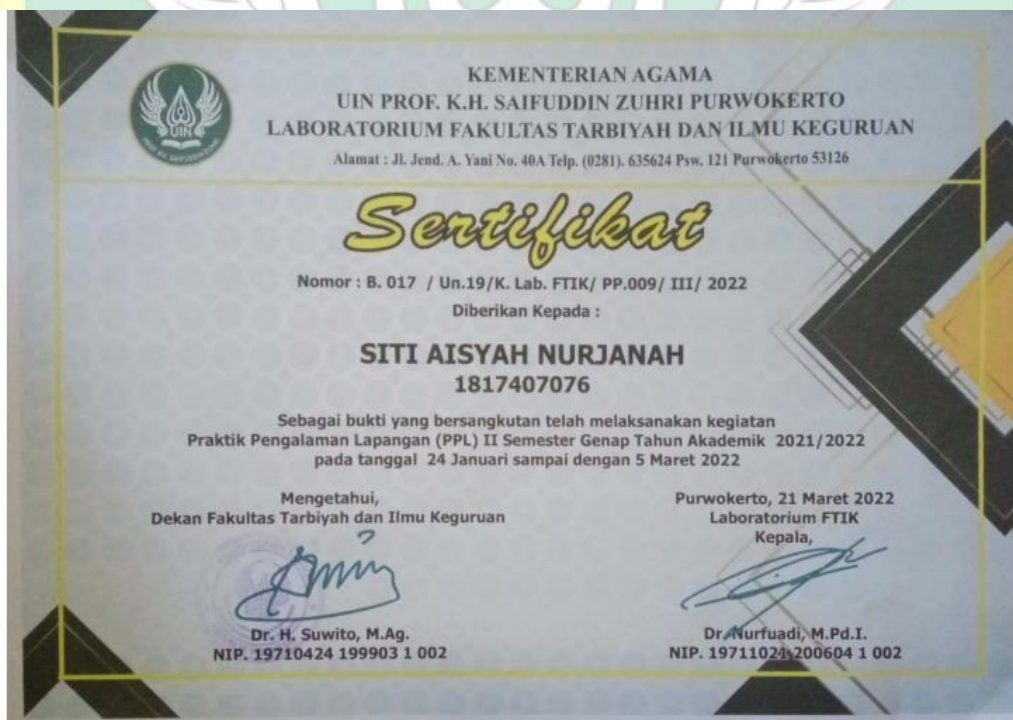 KEMENTERIAN AGAMA
UIN PROF. K.H. SAIFUDDIN ZUHRI PURWOKERTO
LABORATORIUM FAKULTAS TARBIYAH DAN ILMU KEGURUAN
Alamat : Jl. Jend. A. Yani No. 40A Telp. (0281). 635624 Psw. 121 Purwokerto 53126
UIN
Sertifikat
Nomor : B. 017 / Un.19/K. Lab. FTIK/ PP.009/ III/ 2022
Diberikan Kepada :
SITI AISYAH NURJANAH
1817407076
Sebagai bukti yang bersangkutan telah melaksanakan kegiatan
Praktik Pengalaman Lapangan (PPL) II Semester Genap Tahun Akademik 2021/2022
pada tanggal 24 Januari sampai dengan 5 Maret 2022
Mengetahui,
Dekan Fakultas Tarbiyah dan Ilmu Keguruan
Dr. H. Suwito, M.Ag.
NIP. 19710424 199903 1 002
Purwokerto, 21 Maret 2022
Laboratorium FTIK
Kepala,
Dr. Nurfuadi, M.Pd.I.
NIP. 19711021 200604 1 002